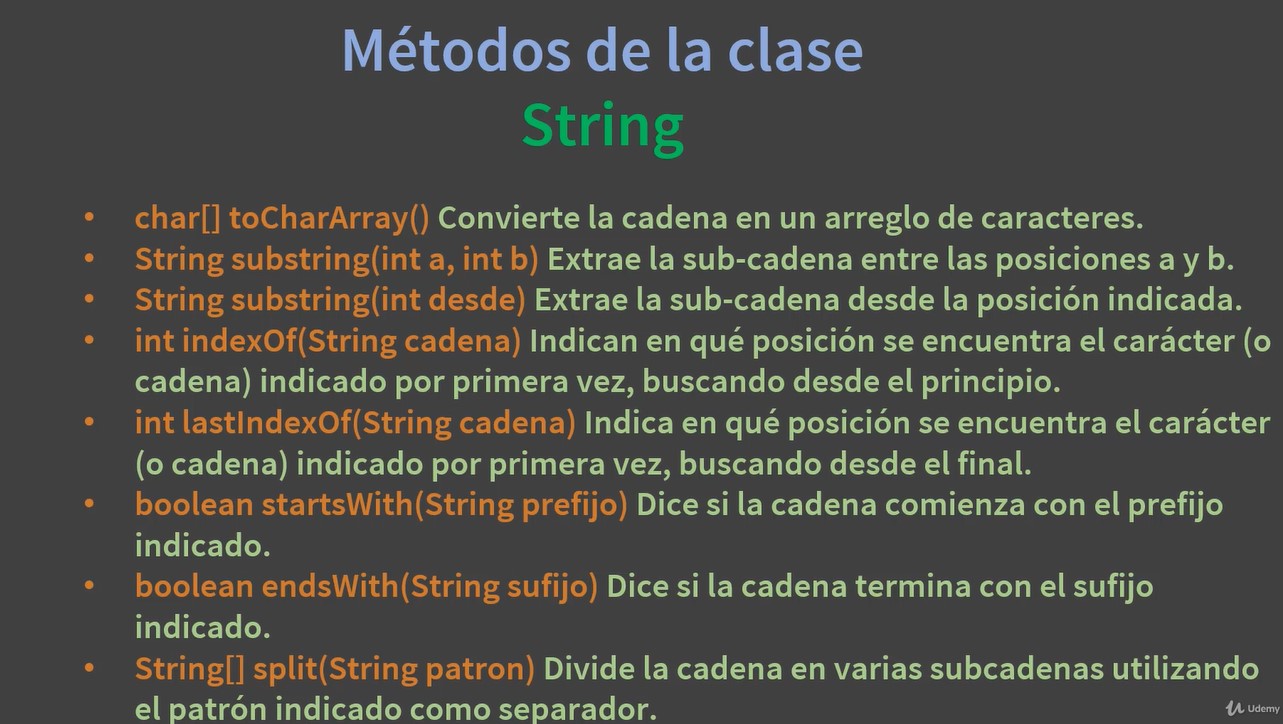 Métodos de la clase
String
• char[] toCharArray() Convierte la cadena en un arreglo de caracteres.
• String substring(int a, int b) Extrae la sub-cadena entre las posiciones a y b.
• String substring(int desde) Extrae la sub-cadena desde la posición indicada.
• int indexOf(String cadena) Indican en qué posición se encuentra el carácter (o
cadena) indicado por primera vez, buscando desde el principio.
• int lastIndexOf(String cadena) Indica en qué posición se encuentra el carácter
(o cadena) indicado por primera vez, buscando desde el final.
• boolean startsWith(String prefijo) Dice si la cadena comienza con el prefijo
indicado.
• boolean endsWith(String sufijo) Dice si la cadena termina con el sufijo
indicado.
• String[] split(String patron) Divide la cadena en varias subcadenas utilizando
el patrón indicado como separador.
Udemy